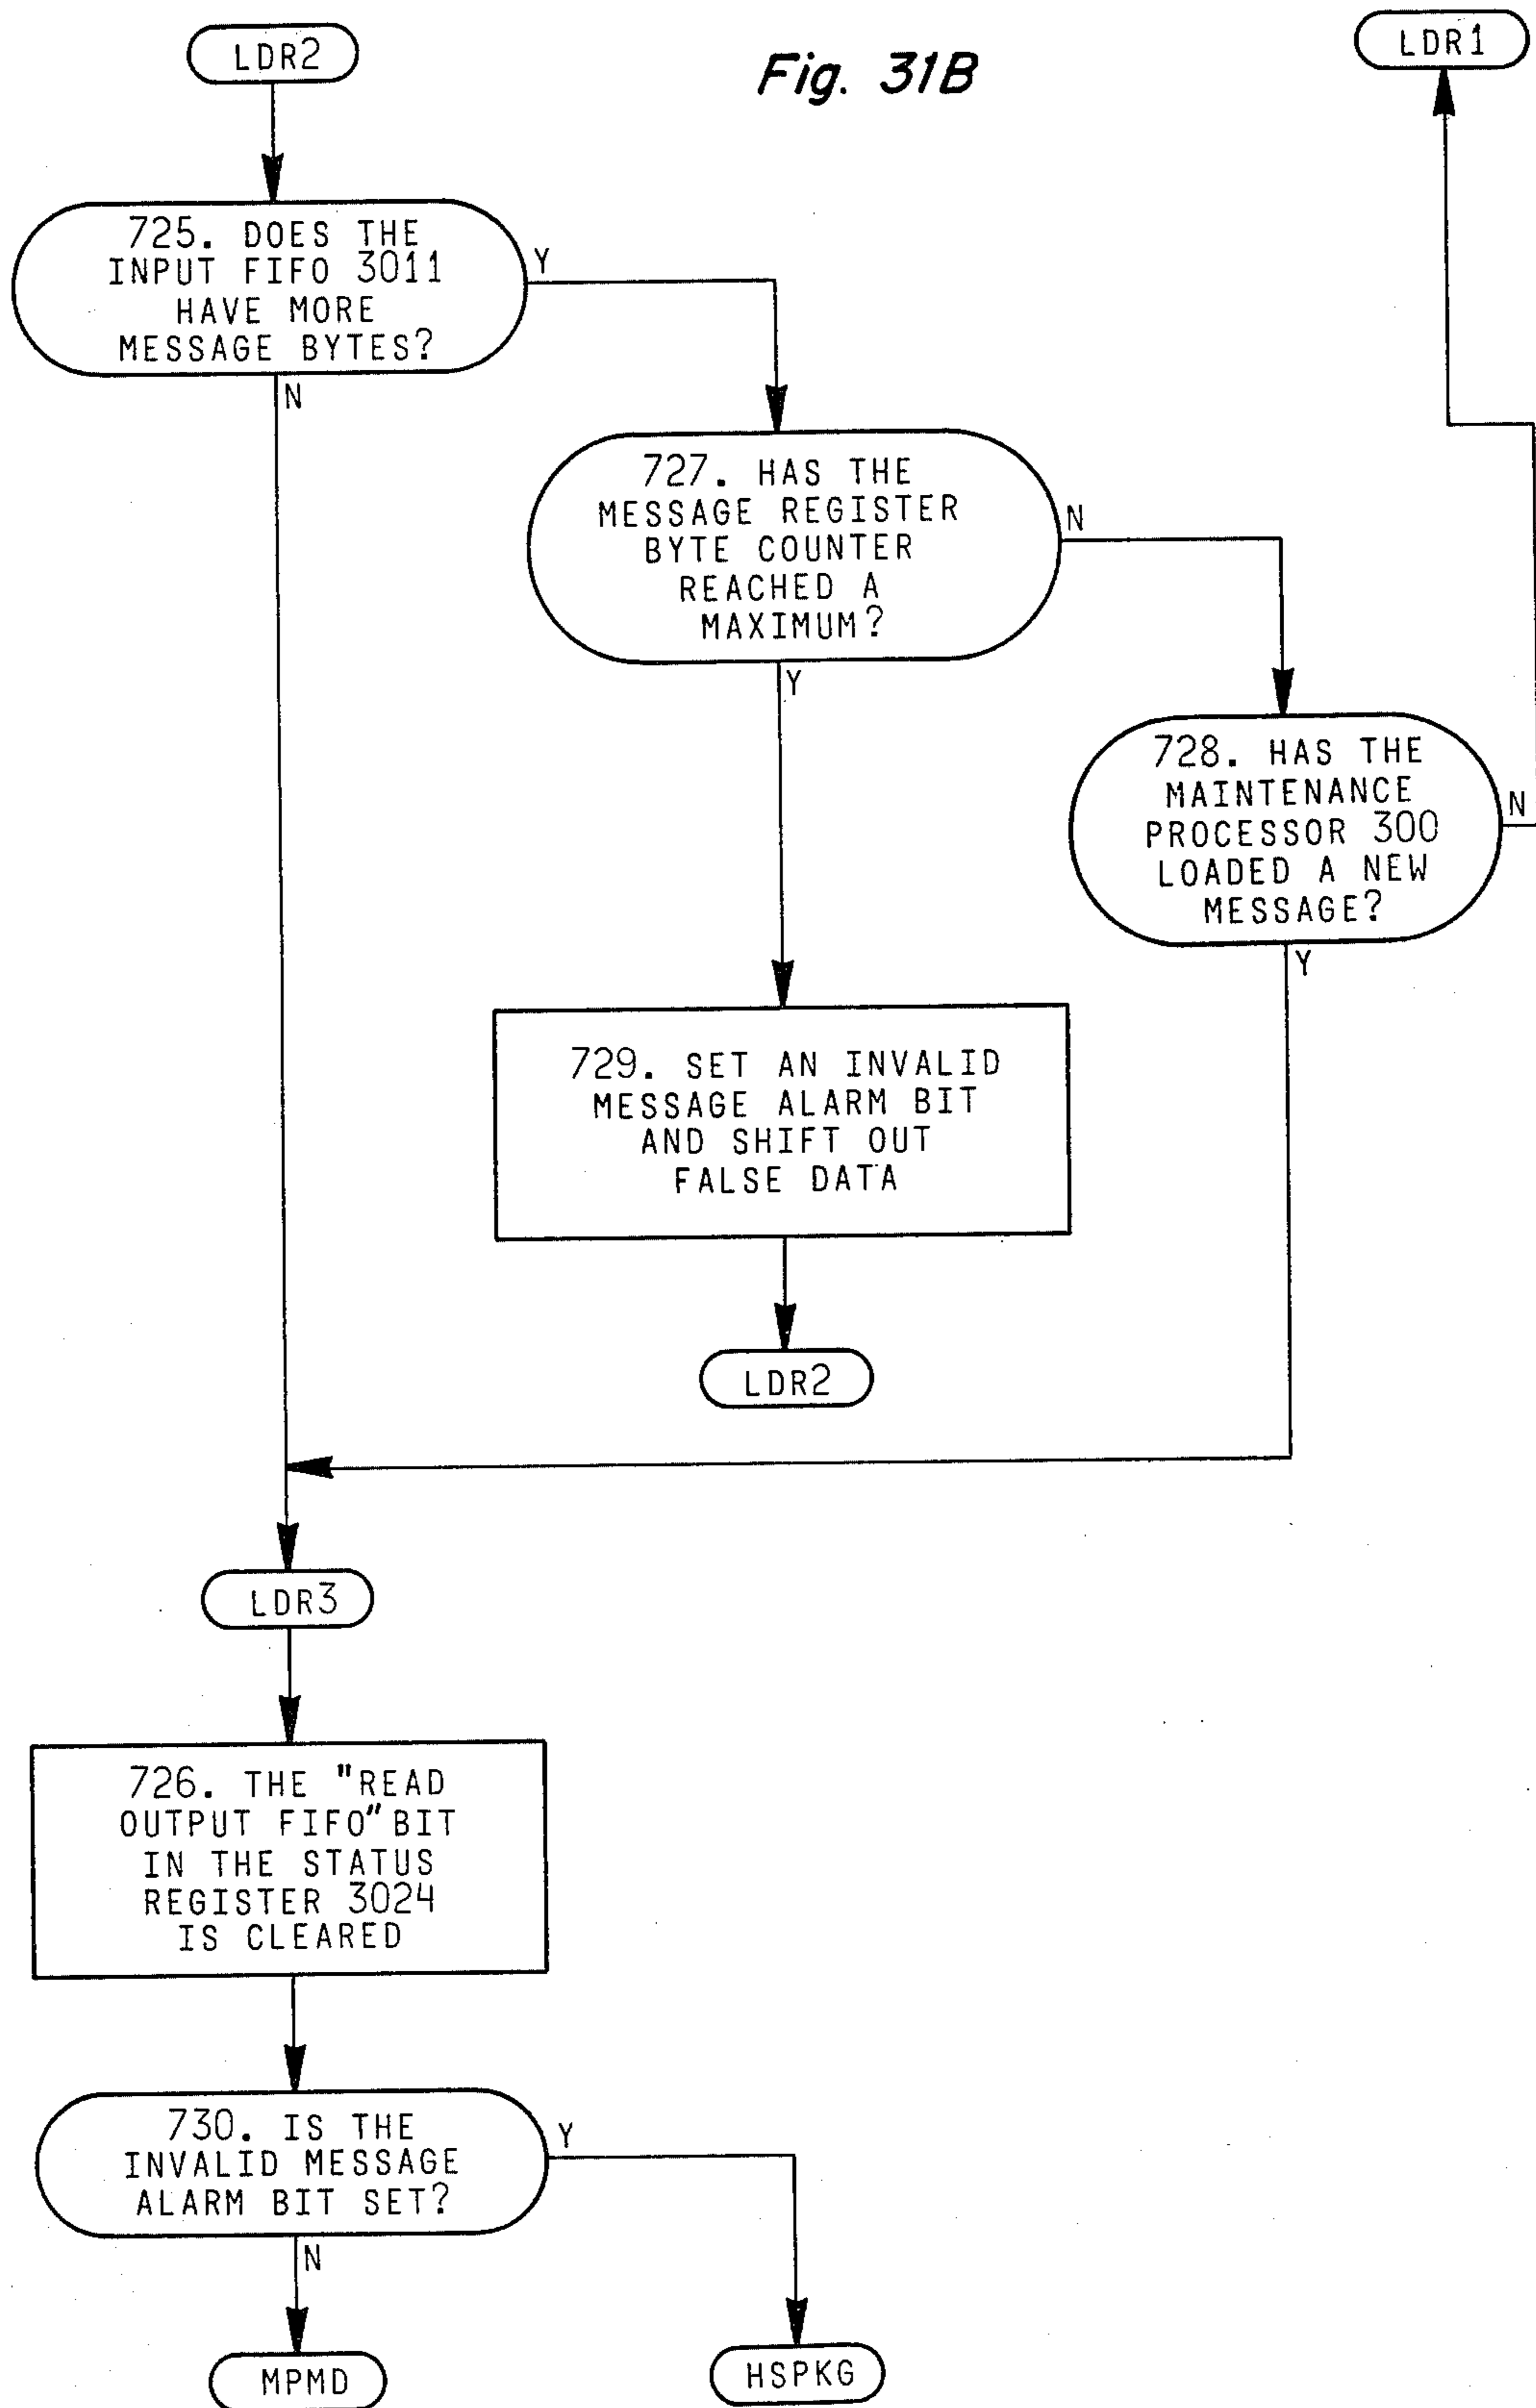 LDR2
Fig. 31B
LDR1
725. DOES THE
INPUT FIFO 3011
HAVE MORE
MESSAGE BYTES?
Y
N
727. HAS THE
MESSAGE REGISTER
BYTE COUNTER
REACHED A
MAXIMUM?
N
Y
728. HAS THE
MAINTENANCE
PROCESSOR 300
LOADED A NEW
MESSAGE?
N
Y
729. SET AN INVALID
MESSAGE ALARM BIT
AND SHIFT OUT
FALSE DATA
LDR2
LDR3
726. THE "READ
OUTPUT FIFO" BIT
IN THE STATUS
REGISTER 3024
IS CLEARED
730. IS THE
INVALID MESSAGE
ALARM BIT SET?
Y
N
MPMD
HSPKG